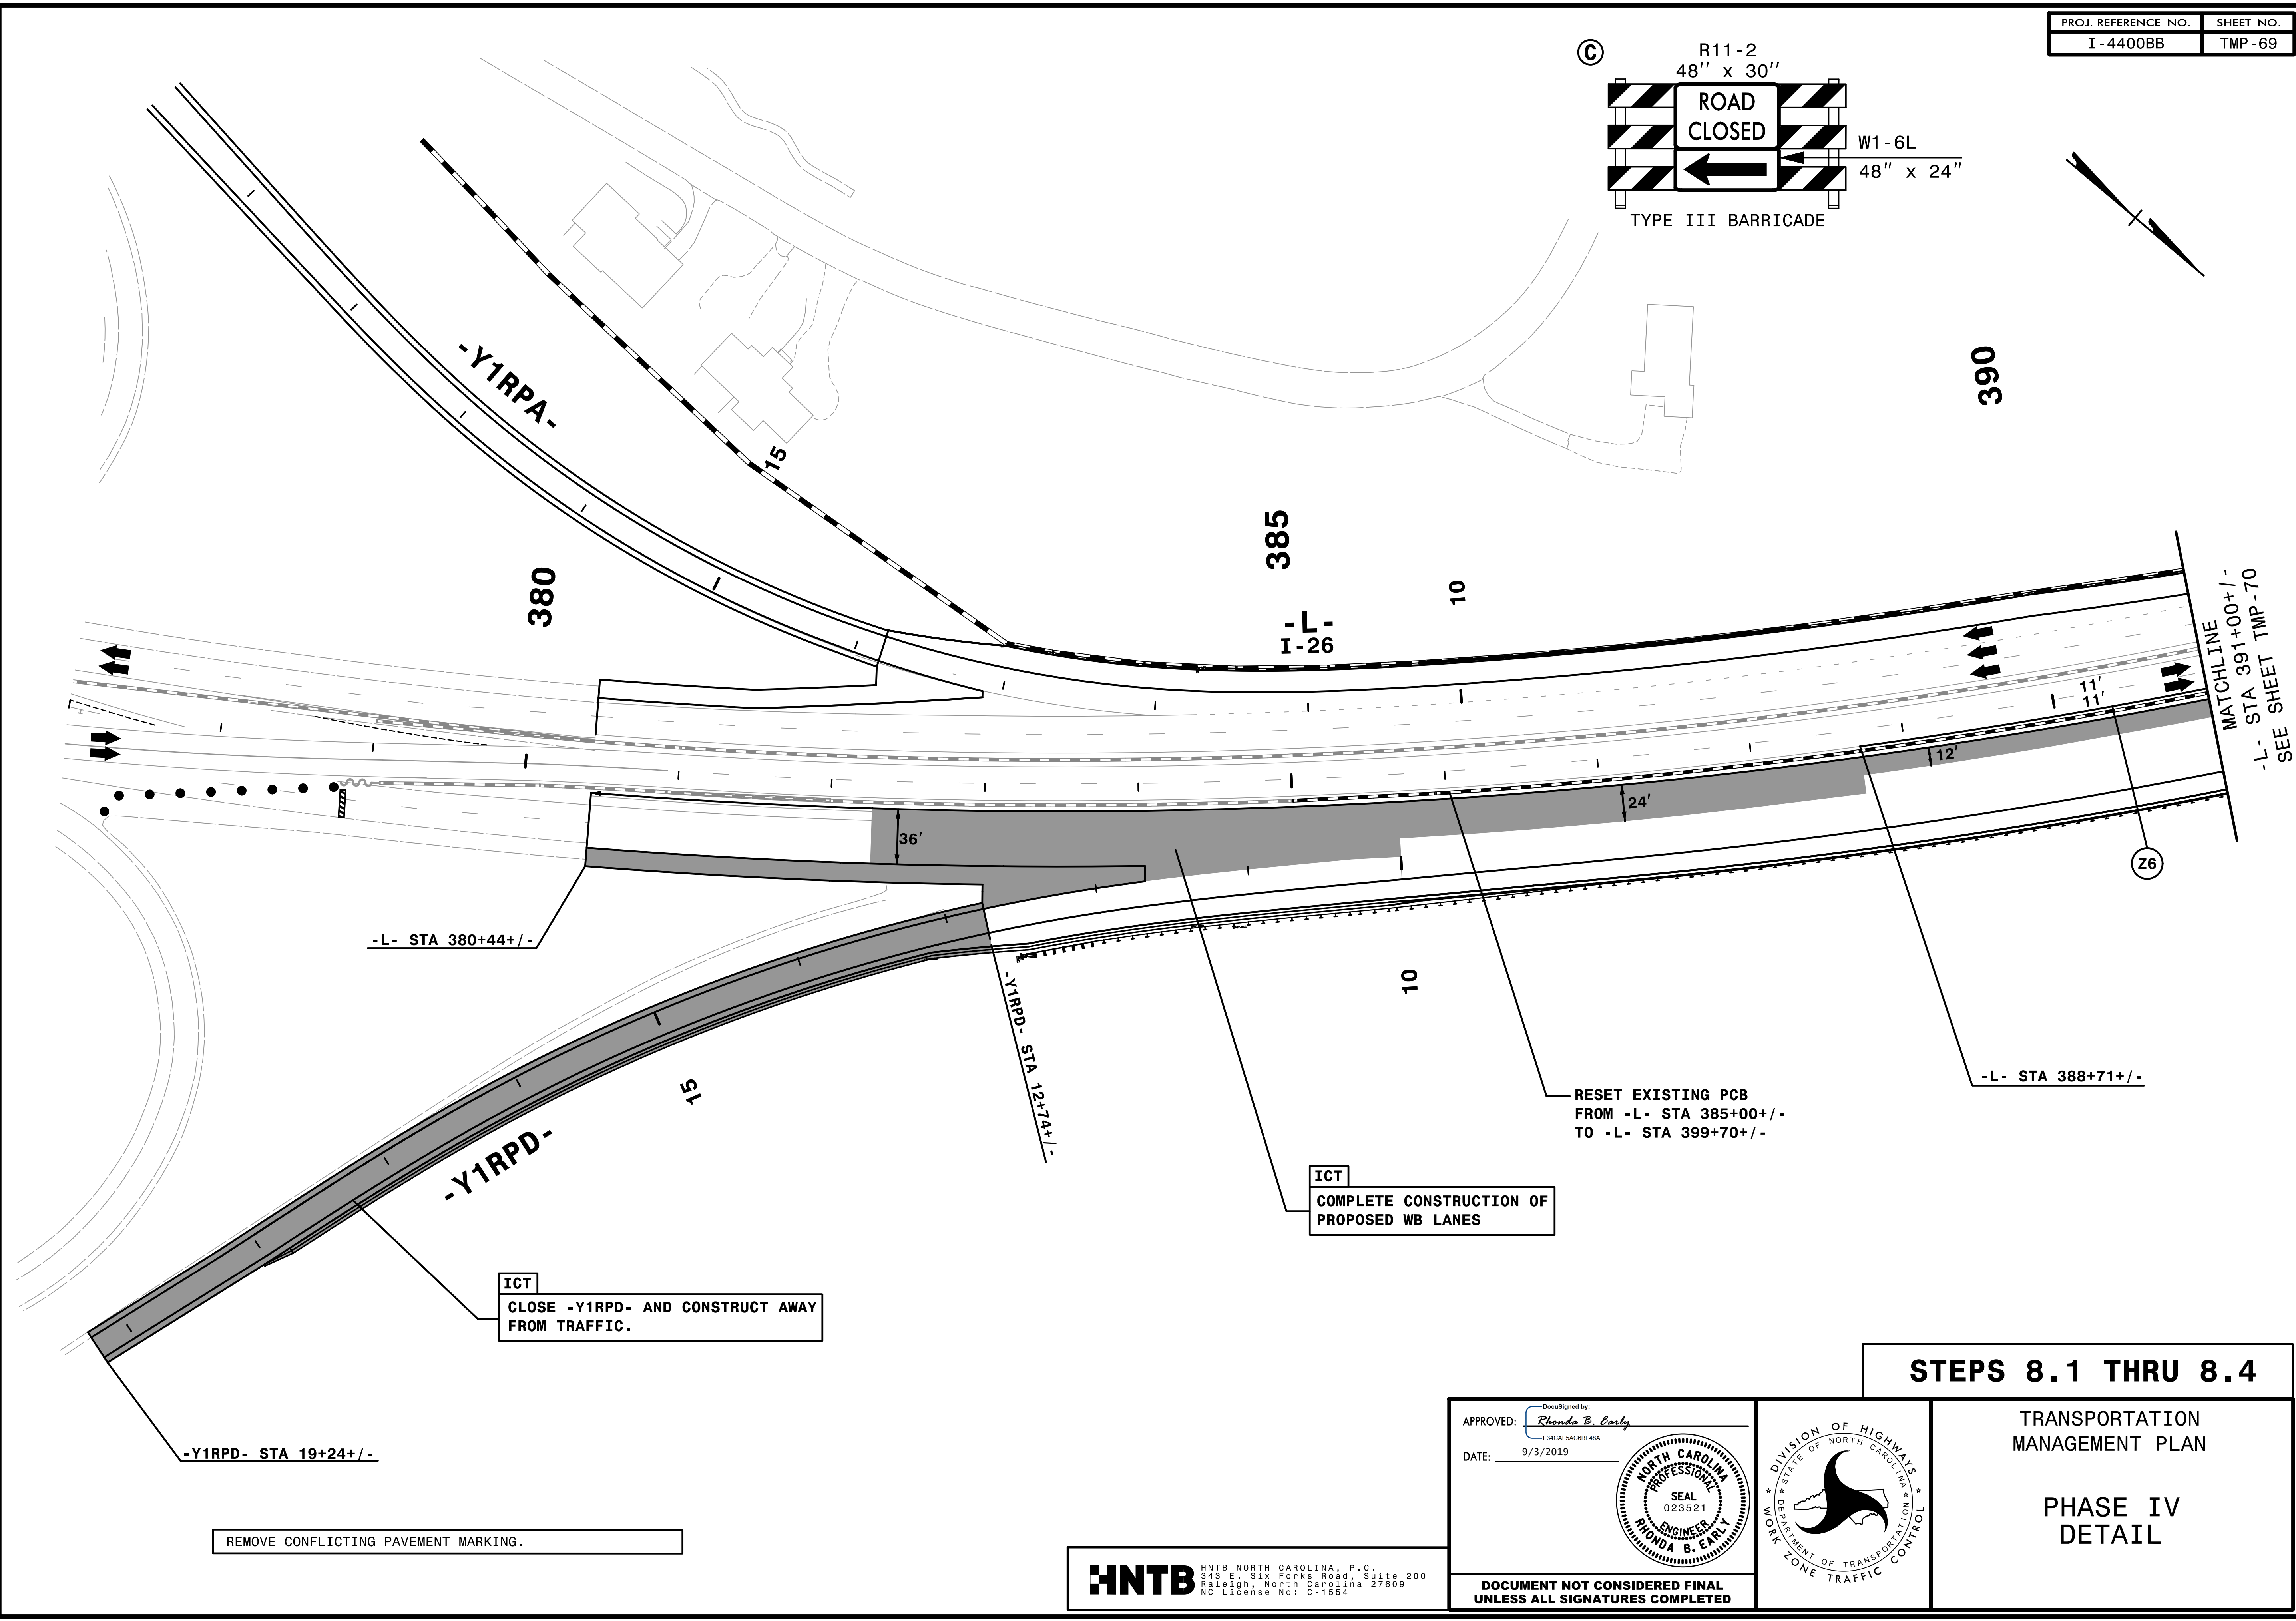 PROJ. REFERENCE NO.
SHEET NO.
I-4400BB
TMP-69
C
R11-2
48'' x 30''
ROAD
CLOSED
W1-6L
48" x 24"
TYPE III BARRICADE
-Y1RPA-
15
380
385
390
10
-L-
I-26
MATCHLINE
-L- STA 391+00+/-
SEE SHEET TMP-70
11'
11'
12'
24'
36'
Z6
-L- STA 380+44+/-
10
-Y1RPD- STA 12+74+/-
15
-Y1RPD-
-L- STA 388+71+/-
RESET EXISTING PCB
FROM -L- STA 385+00+/-
TO -L- STA 399+70+/-
ICT
COMPLETE CONSTRUCTION OF
PROPOSED WB LANES
ICT
CLOSE -Y1RPD- AND CONSTRUCT AWAY
FROM TRAFFIC.
-Y1RPD- STA 19+24+/-
REMOVE CONFLICTING PAVEMENT MARKING.
STEPS 8.1 THRU 8.4
HNTB
HNTB NORTH CAROLINA, P.C.
343 E. Six Forks Road, Suite 200
Raleigh, North Carolina 27609
NC License No: C-1554
DocuSigned by:
APPROVED: Rhonda B. Early
F34CAF5AC6BF48A...
DATE: 9/3/2019
NORTH CAROLINA
PROFESSIONAL
SEAL
023521
ENGINEER
RHONDA B. EARLY
DOCUMENT NOT CONSIDERED FINAL
UNLESS ALL SIGNATURES COMPLETED
DIVISION OF HIGHWAYS
STATE OF NORTH CAROLINA
DEPARTMENT OF TRANSPORTATION
WORK ZONE TRAFFIC CONTROL
TRANSPORTATION
MANAGEMENT PLAN
PHASE IV
DETAIL